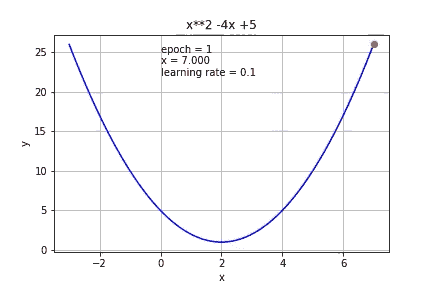 x**2 -4x +5
epoch = 1
x = 7.000
learning rate = 0.1
25
20
15
10
5
0
y
−2
0
2
4
6
x